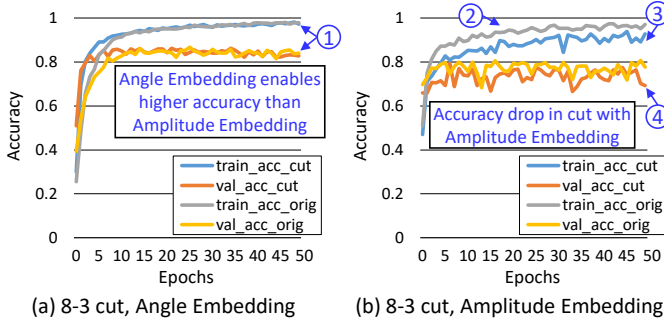 1
0.8
0.6
0.4
0.2
0
Accuracy
0 5 10 15 20 25 30 35 40 45 50
Epochs
①
Angle Embedding enables
higher accuracy than
Amplitude Embedding
train_acc_cut
val_acc_cut
train_acc_orig
val_acc_orig
(a) 8-3 cut, Angle Embedding
1
0.8
0.6
0.4
0.2
0
Accuracy
0 5 10 15 20 25 30 35 40 45 50
Epochs
②
③
④
Accuracy drop in cut with
Amplitude Embedding
train_acc_cut
val_acc_cut
train_acc_orig
val_acc_orig
(b) 8-3 cut, Amplitude Embedding